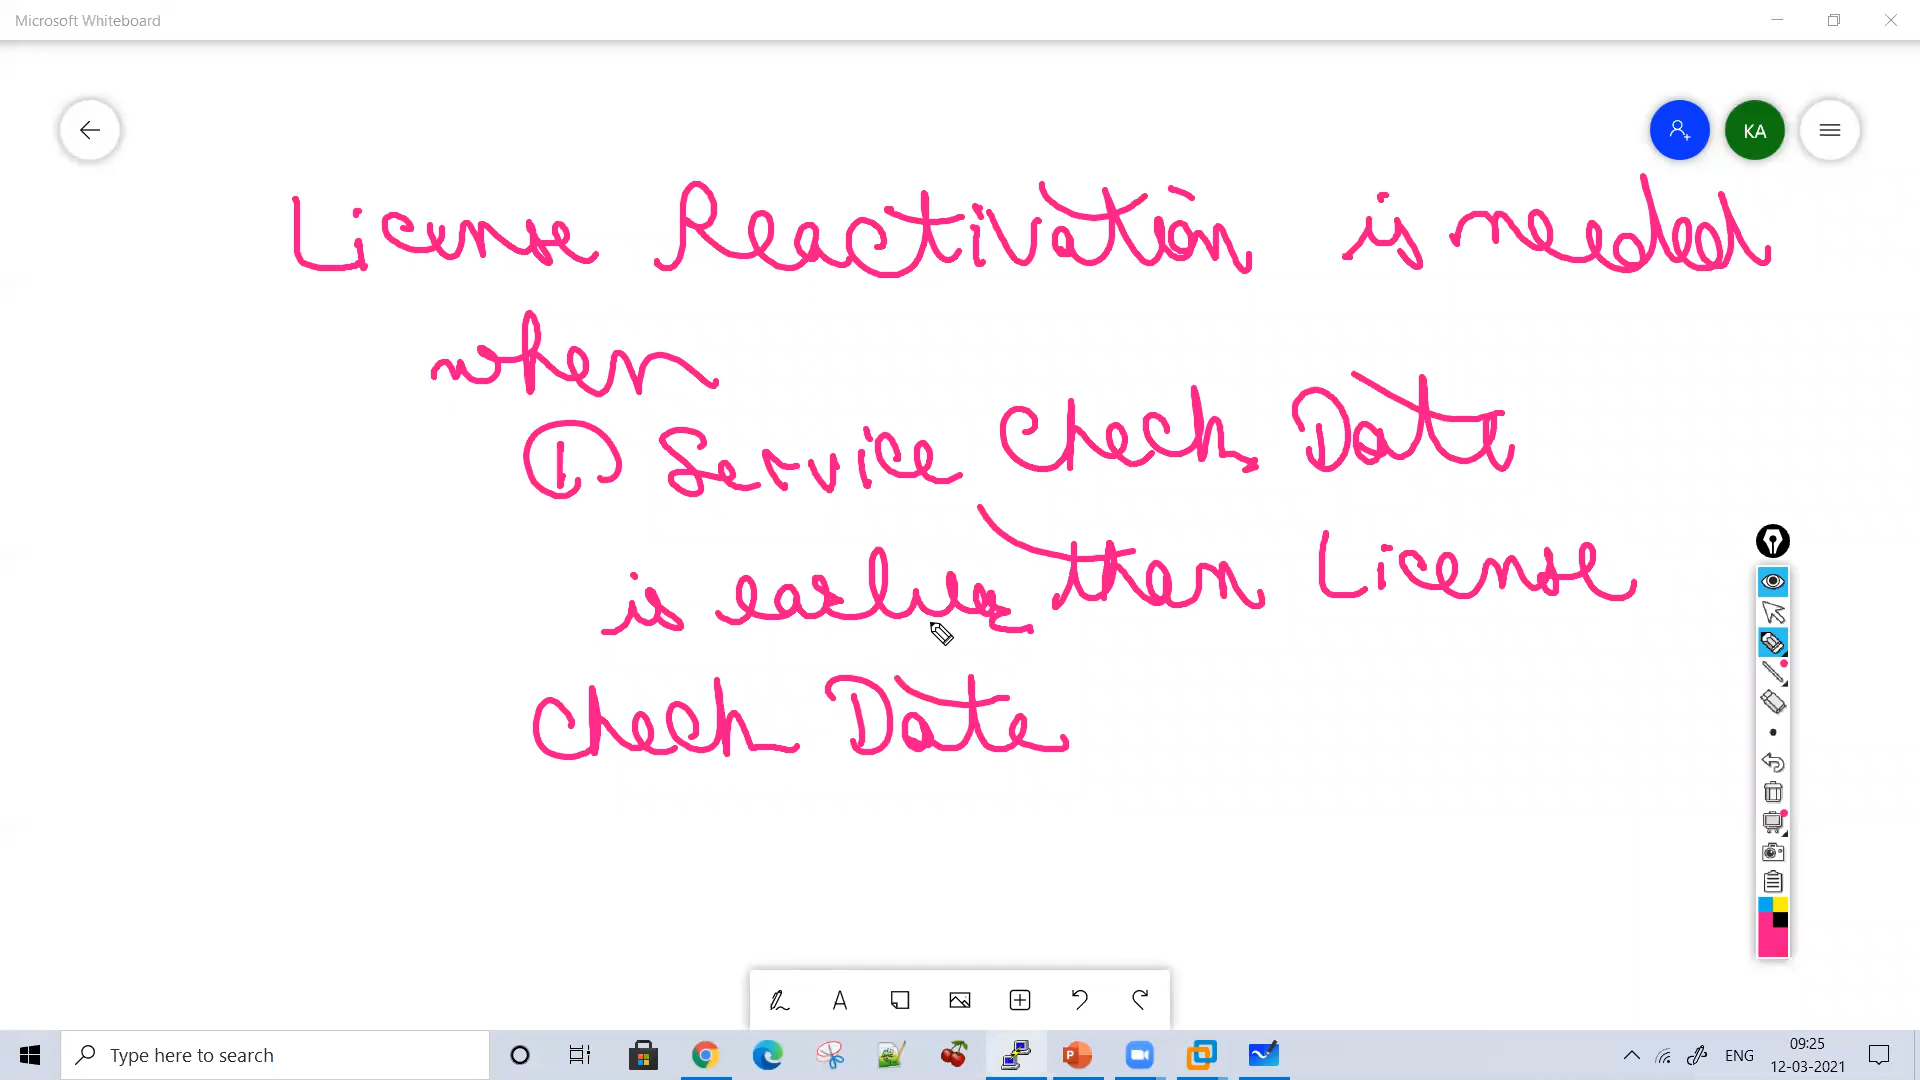 Microsoft Whiteboard
KA
License Reactivation is needed
when
① Service Check Date
is earlier than License
Check Date
A
Type here to search
ENG
09:25
12-03-2021